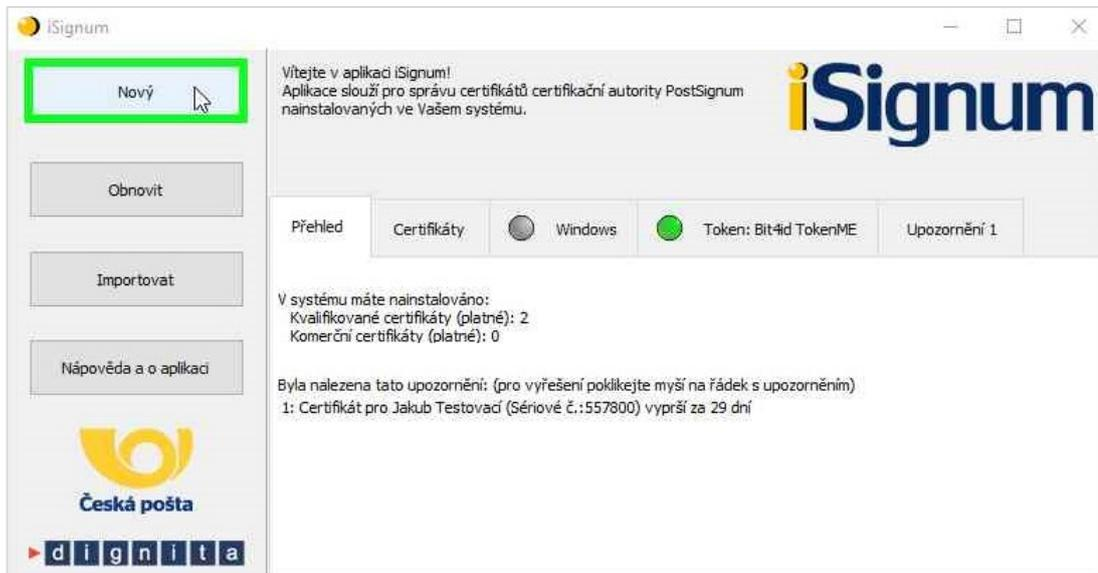 iSignum
Nový
Obnovit
Importovat
Nápověda a o aplikaci
Česká pošta
dignita
Vítejte v aplikaci iSignum!
Aplikace slouží pro správu certifikátů certifikační autority PostSignum
nainstalovaných ve Vašem systému.
iSignum
Přehled Certifikáty Windows Token: Bit4id TokenME Upozornění 1
V systému máte nainstalováno:
Kvalifikované certifikáty (platné): 2
Komerční certifikáty (platné): 0
Byla nalezena tato upozornění: (pro vyřešení poklikejte myší na řádek s upozorněním)
1: Certifikát pro Jakub Testovací (Sériové č.:557800) vyprší za 29 dní